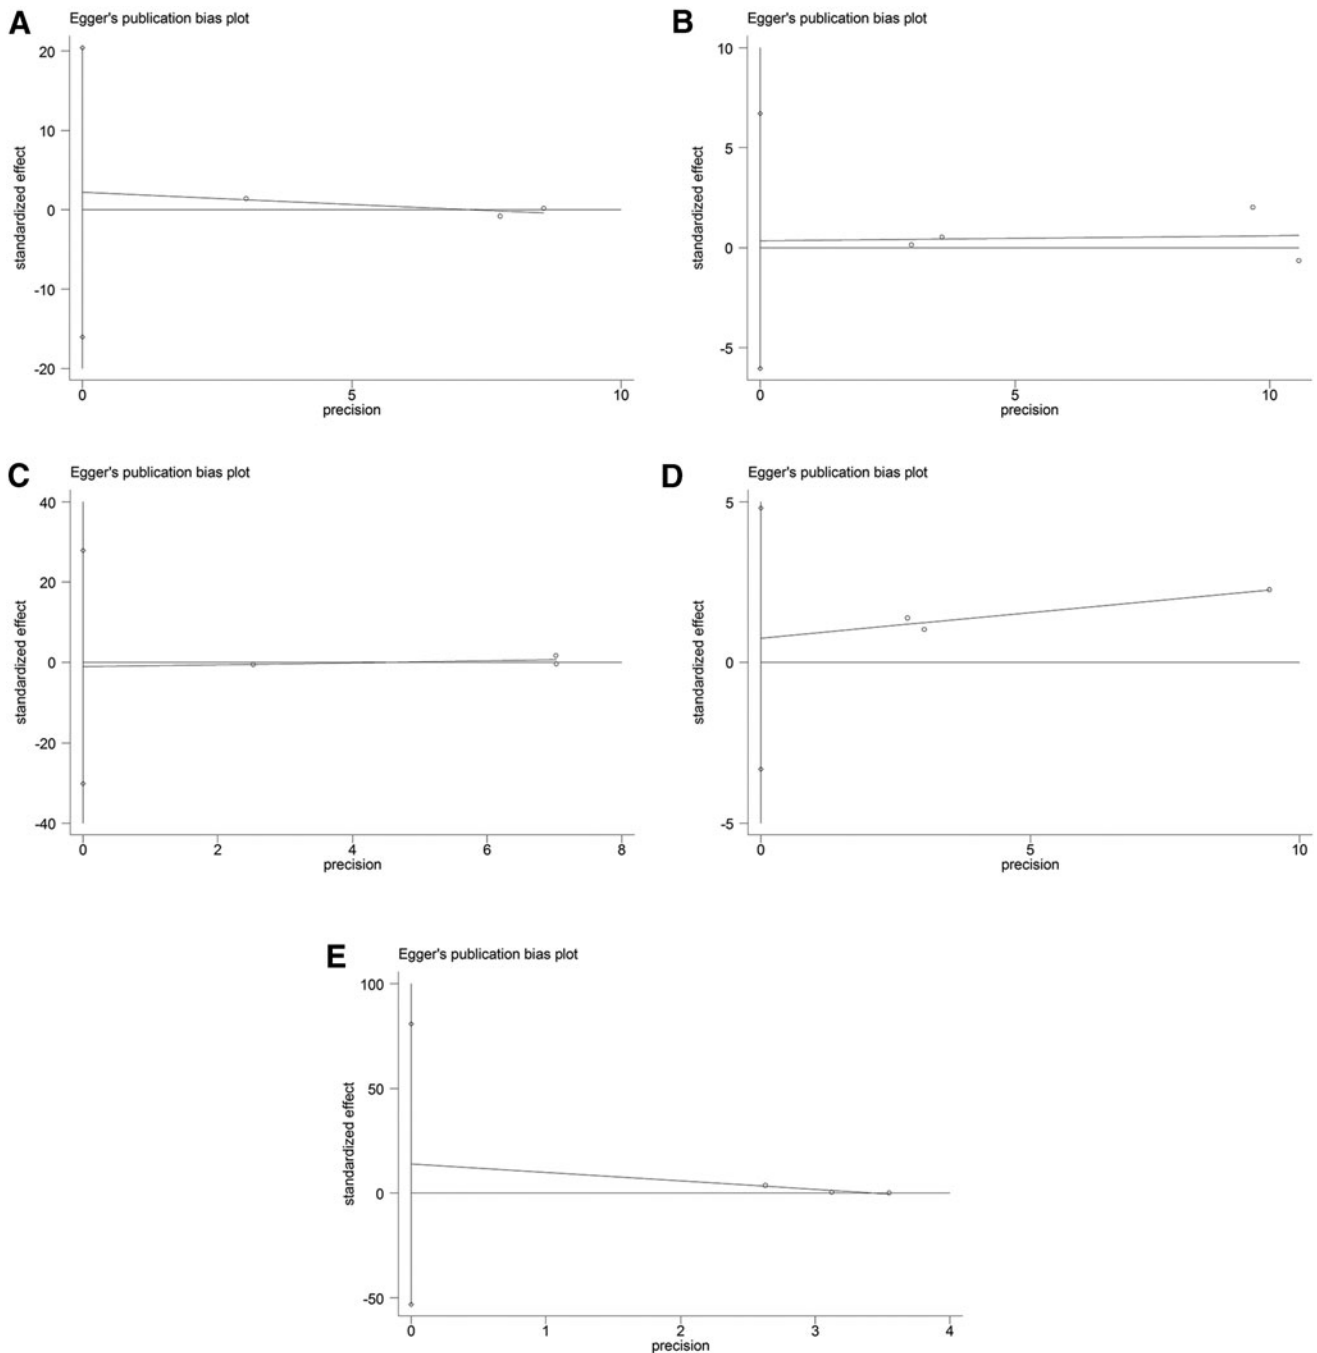 A
Egger's publication bias plot
20
10
0
-10
-20
standardized effect
0
5
10
precision
B
Egger's publication bias plot
10
5
0
-5
standardized effect
0
5
10
precision
C
Egger's publication bias plot
40
20
0
-20
-40
standardized effect
0
2
4
6
8
precision
D
Egger's publication bias plot
5
0
-5
standardized effect
0
5
10
precision
E
Egger's publication bias plot
100
50
0
-50
standardized effect
0
1
2
3
4
precision